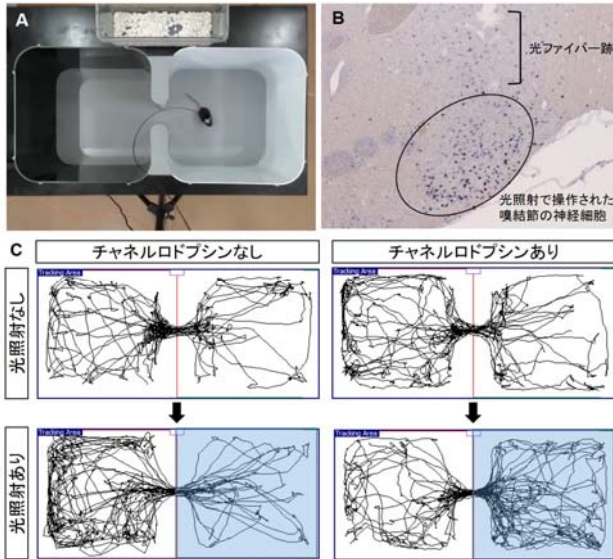 A
B
光ファイバー跡
光照射で操作された
嗅結節の神経細胞
C
チャネルロドプシンなし
チャネルロドプシンあり
光照射なし
Tracking Area
Tracking Area
光照射あり
Tracking Area
Tracking Area